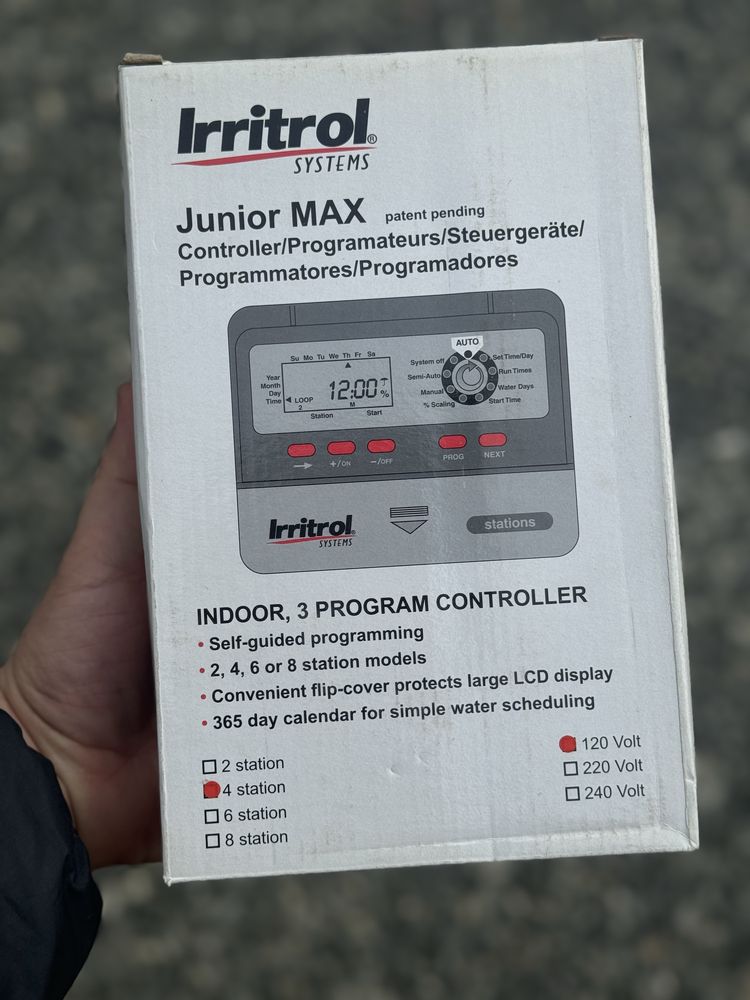 Irritrol®
SYSTEMS
Junior MAX patent pending
Controller/Programateurs/Steuergeräte/
Programmatores/Programadores
Su Mo Tu We Th Fr Sa
Year
Month
Day
Time
LOOP
2
12:00
%
M
Station
Start
AUTO
System off
Semi-Auto
Manual
% Scaling
Set Time/Day
Run Times
Water Days
Start Time
+/ON
-/OFF
PROG
NEXT
Irritrol®
SYSTEMS
stations
INDOOR, 3 PROGRAM CONTROLLER
• Self-guided programming
• 2, 4, 6 or 8 station models
• Convenient flip-cover protects large LCD display
• 365 day calendar for simple water scheduling
2 station
4 station
6 station
8 station
120 Volt
220 Volt
240 Volt